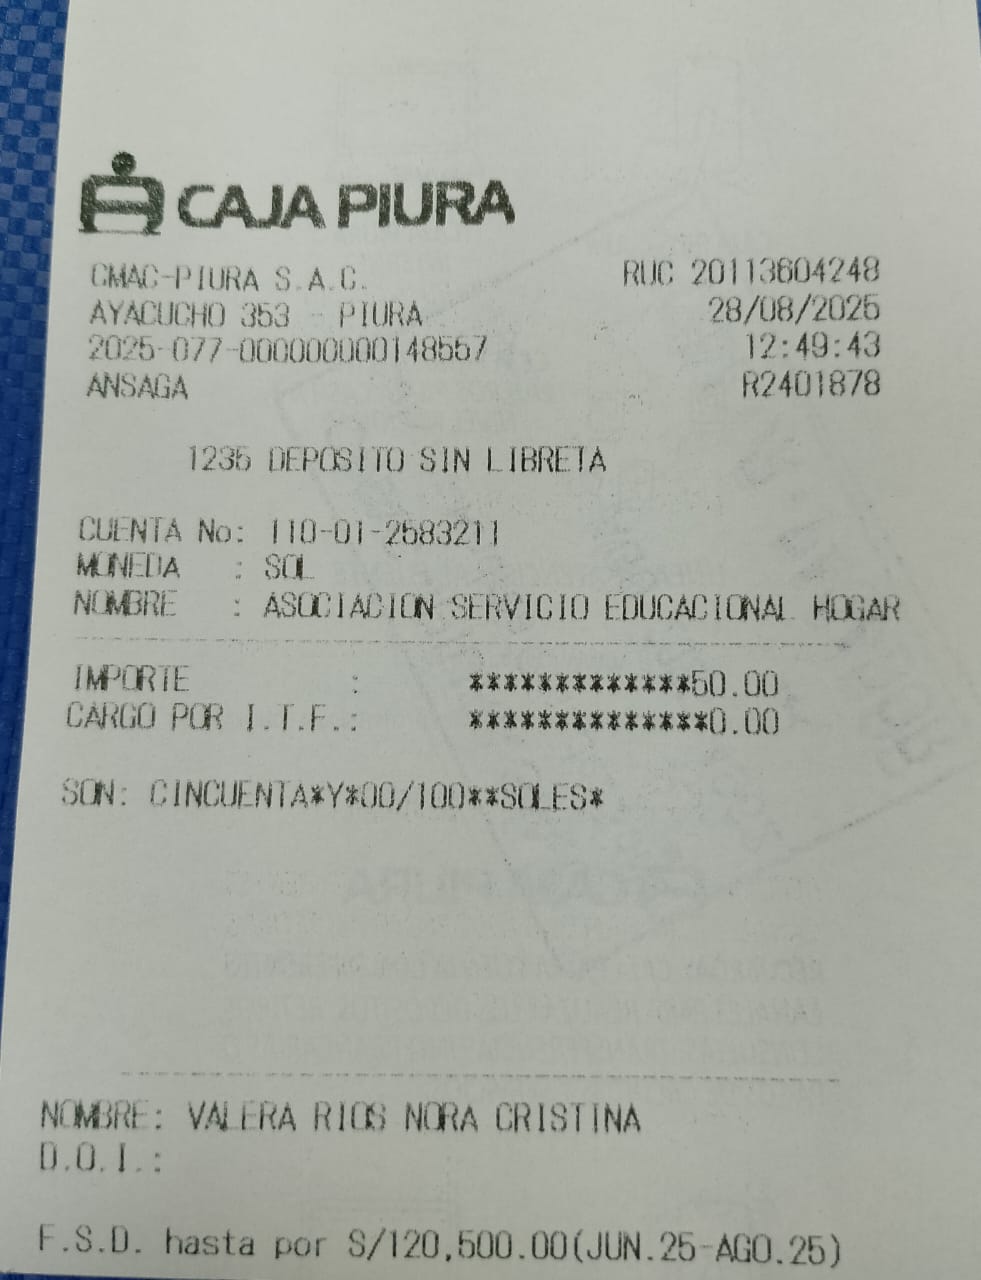 CAJA PIURA
CMAC-PIURA S.A.C. RUC 20113604248
AYACUCHO 353 - PIURA 28/08/2025
2025-077-000000000148557 12:49:43
ANSAGA R2401878
1235 DEPOSITO SIN LIBRETA
CUENTA No: 110-01-2583211
MONEDA : SOL
NOMBRE : ASOCIACION SERVICIO EDUCACIONAL HOGAR
IMPORTE : *************50.00
CARGO POR I.T.F.: **************0.00
SON: CINCUENTA*Y*00/100**SOLES*
NOMBRE: VALERA RIOS NORA CRISTINA
D.O.I.:
F.S.D. hasta por S/120,500.00(JUN.25-AGO.25)